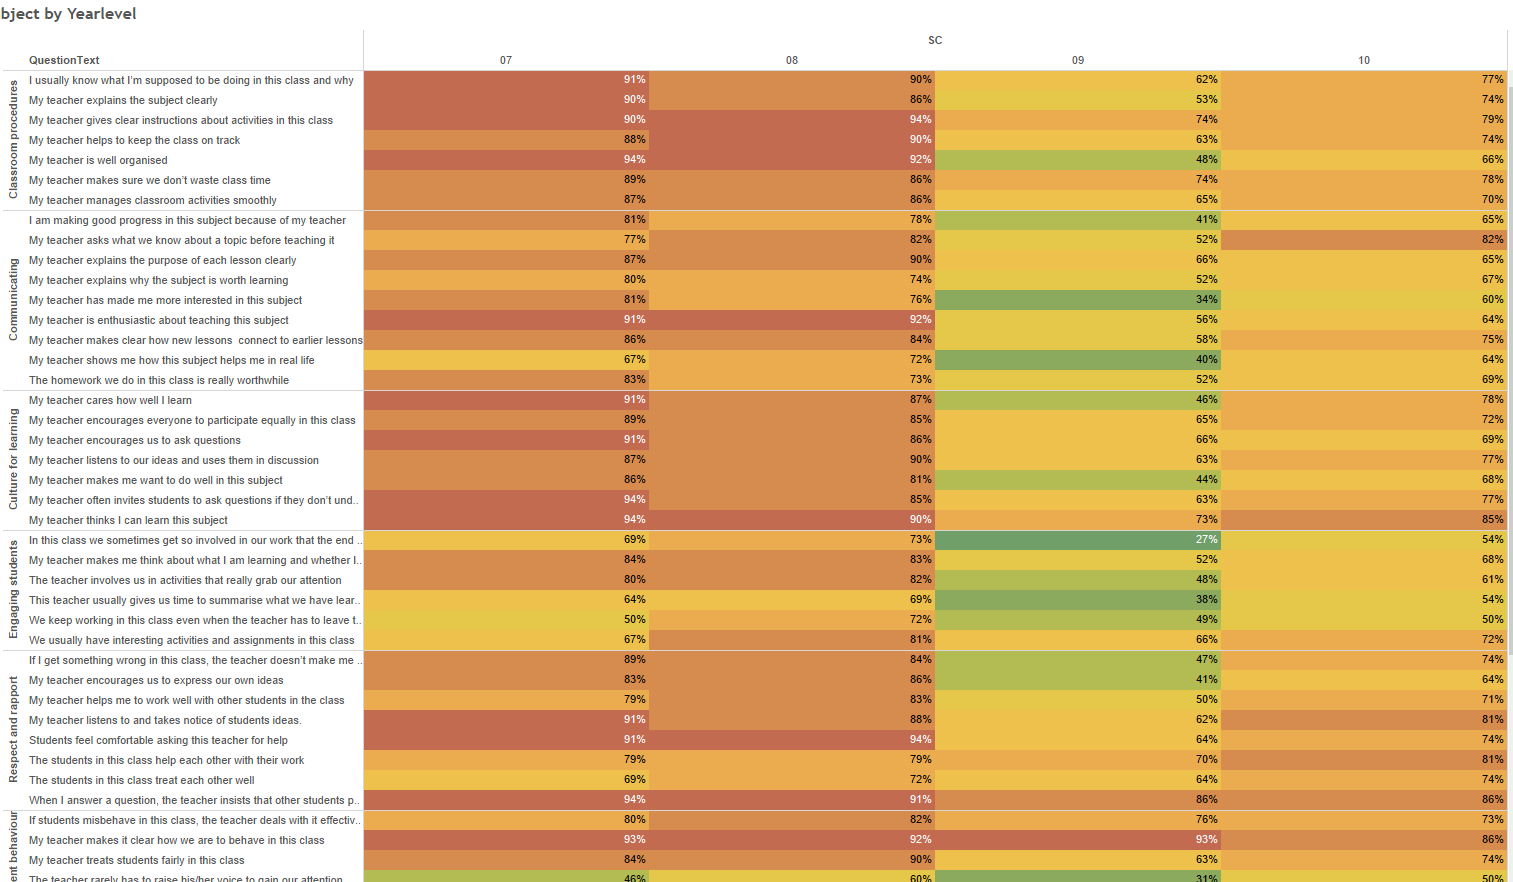 bject by Yearlevel
SC
QuestionText 07 08 09 10
Classroom procedures
I usually know what I'm supposed to be doing in this class and why 91% 90% 62% 77%
My teacher explains the subject clearly 90% 86% 53% 74%
My teacher gives clear instructions about activities in this class 90% 94% 74% 79%
My teacher helps to keep the class on track 88% 90% 63% 74%
My teacher is well organised 94% 92% 48% 66%
My teacher makes sure we don't waste class time 89% 86% 74% 78%
My teacher manages classroom activities smoothly 87% 86% 65% 70%
Communicating
I am making good progress in this subject because of my teacher 81% 78% 41% 65%
My teacher asks what we know about a topic before teaching it 77% 82% 52% 82%
My teacher explains the purpose of each lesson clearly 87% 90% 66% 65%
My teacher explains why the subject is worth learning 80% 74% 52% 67%
My teacher has made me more interested in this subject 81% 76% 34% 60%
My teacher is enthusiastic about teaching this subject 91% 92% 56% 64%
My teacher makes clear how new lessons  connect to earlier lessons 86% 84% 58% 75%
My teacher shows me how this subject helps me in real life 67% 72% 40% 64%
The homework we do in this class is really worthwhile 83% 73% 52% 69%
Culture for learning
My teacher cares how well I learn 91% 87% 46% 78%
My teacher encourages everyone to participate equally in this class 89% 85% 65% 72%
My teacher encourages us to ask questions 91% 86% 66% 69%
My teacher listens to our ideas and uses them in discussion 87% 90% 63% 77%
My teacher makes me want to do well in this subject 86% 81% 44% 68%
My teacher often invites students to ask questions if they don't und.. 94% 85% 63% 77%
My teacher thinks I can learn this subject 94% 90% 73% 85%
Engaging students
In this class we sometimes get so involved in our work that the end .. 69% 73% 27% 54%
My teacher makes me think about what I am learning and whether I.. 84% 83% 52% 68%
The teacher involves us in activities that really grab our attention 80% 82% 48% 61%
This teacher usually gives us time to summarise what we have lear.. 64% 69% 38% 54%
We keep working in this class even when the teacher has to leave t.. 50% 72% 49% 50%
We usually have interesting activities and assignments in this class 67% 81% 66% 72%
Respect and rapport
If I get something wrong in this class, the teacher doesn't make me .. 89% 84% 47% 74%
My teacher encourages us to express our own ideas 83% 86% 41% 64%
My teacher helps me to work well with other students in the class 79% 83% 50% 71%
My teacher listens to and takes notice of students ideas. 91% 88% 62% 81%
Students feel comfortable asking this teacher for help 91% 94% 64% 74%
The students in this class help each other with their work 79% 79% 70% 81%
The students in this class treat each other well 69% 72% 64% 74%
When I answer a question, the teacher insists that other students p.. 94% 91% 86% 86%
ent behaviour
If students misbehave in this class, the teacher deals with it effectiv.. 80% 82% 76% 73%
My teacher makes it clear how we are to behave in this class 93% 92% 93% 86%
My teacher treats students fairly in this class 84% 90% 63% 74%
The teacher rarely has to raise his/her voice to gain our attention 46% 60% 31% 50%